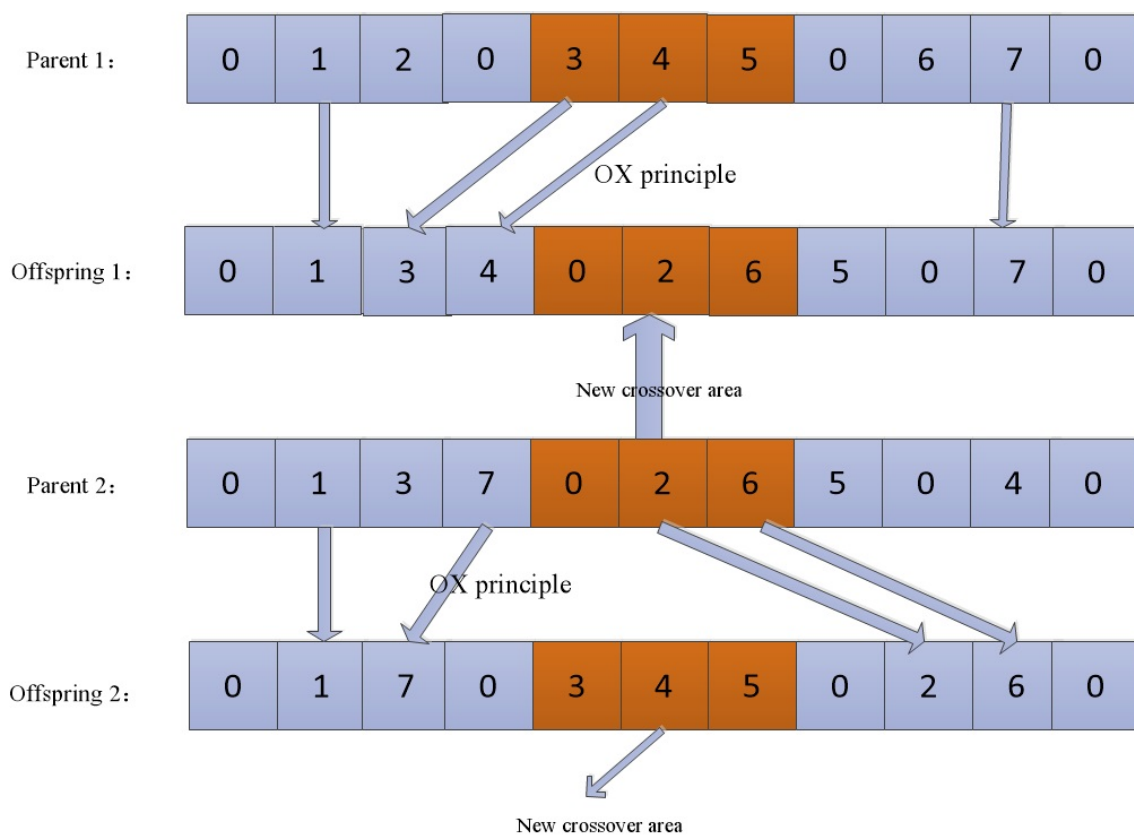 Parent 1： 0 1 2 0 3 4 5 0 6 7 0
OX principle
Offspring 1： 0 1 3 4 0 2 6 5 0 7 0
New crossover area
Parent 2： 0 1 3 7 0 2 6 5 0 4 0
OX principle
Offspring 2： 0 1 7 0 3 4 5 0 2 6 0
New crossover area